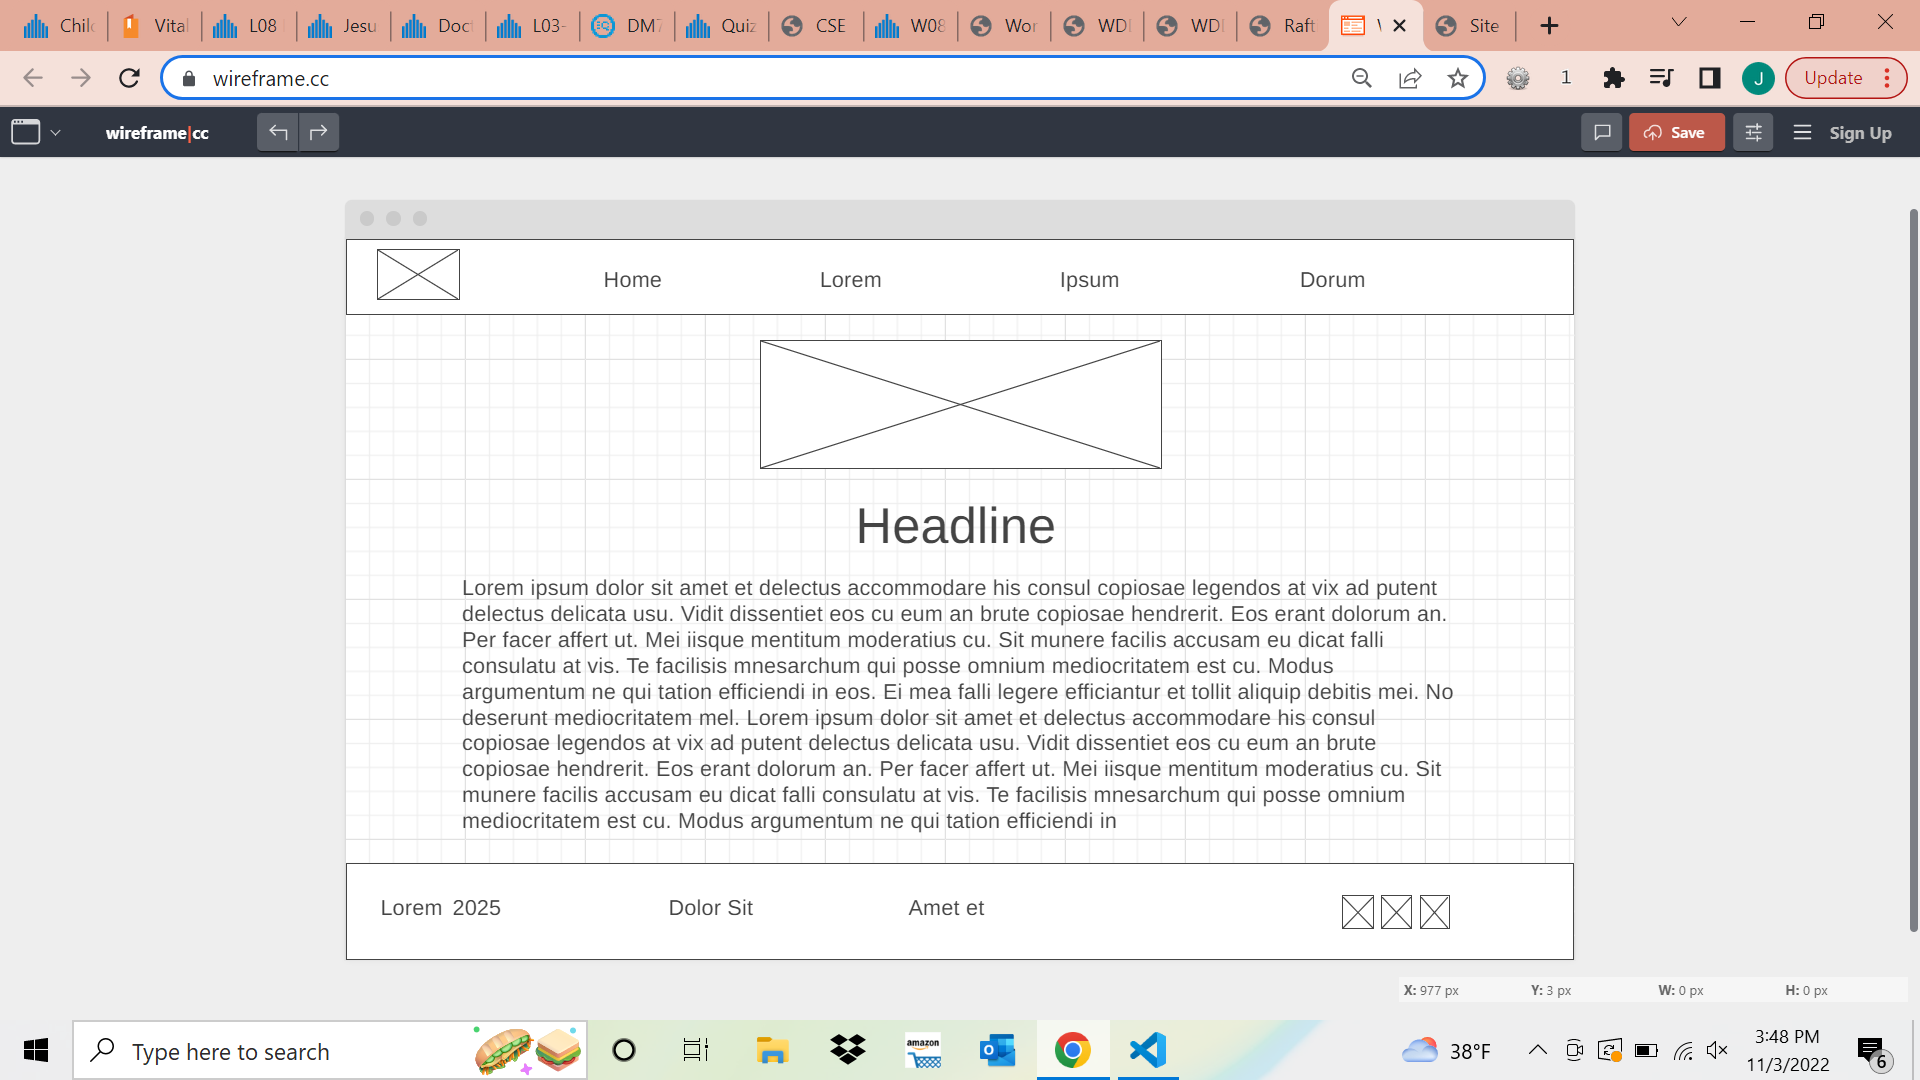 Chilc
Vital
L08
Jesu
Doct
L03-
DM7
Quiz
CSE
W08
Wor
WDI
WDI
Raft
Site
wireframe.cc
1
J
Update
wireframe|cc
Save
Sign Up
Home
Lorem
Ipsum
Dorum
Headline
Lorem ipsum dolor sit amet et delectus accommodare his consul copiosae legendos at vix ad putent
delectus delicata usu. Vidit dissentiet eos cu eum an brute copiosae hendrerit. Eos erant dolorum an.
Per facer affert ut. Mei iisque mentitum moderatius cu. Sit munere facilis accusam eu dicat falli
consulatu at vis. Te facilisis mnesarchum qui posse omnium mediocritatem est cu. Modus
argumentum ne qui tation efficiendi in eos. Ei mea falli legere efficiantur et tollit aliquip debitis mei. No
deserunt mediocritatem mel. Lorem ipsum dolor sit amet et delectus accommodare his consul
copiosae legendos at vix ad putent delectus delicata usu. Vidit dissentiet eos cu eum an brute
copiosae hendrerit. Eos erant dolorum an. Per facer affert ut. Mei iisque mentitum moderatius cu. Sit
munere facilis accusam eu dicat falli consulatu at vis. Te facilisis mnesarchum qui posse omnium
mediocritatem est cu. Modus argumentum ne qui tation efficiendi in
Lorem 2025
Dolor Sit
Amet et
X: 977 px
Y: 3 px
W: 0 px
H: 0 px
Type here to search
amazon
38°F
3:48 PM
11/3/2022
6